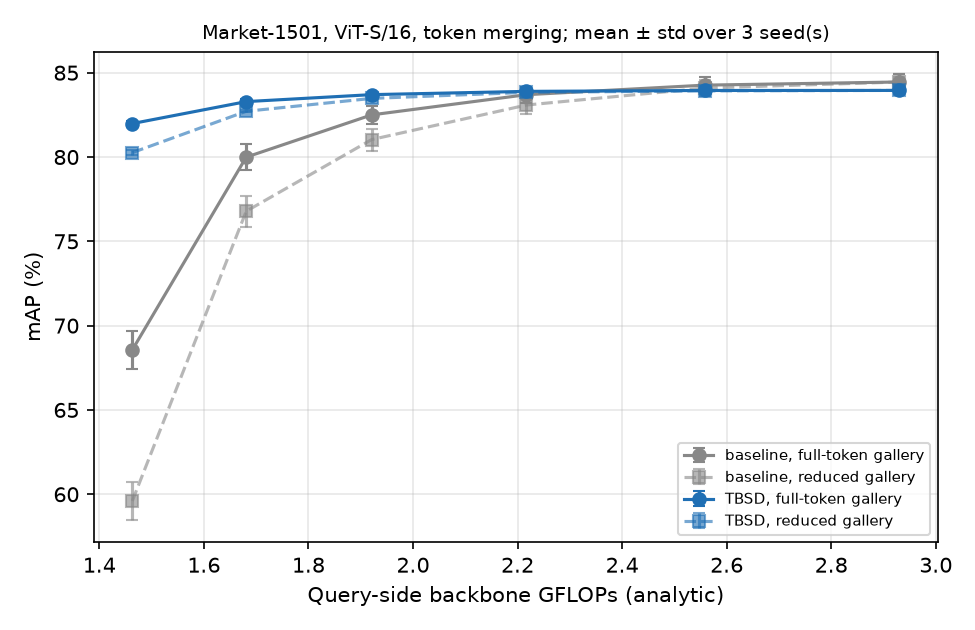 Market-1501, ViT-S/16, token merging; mean ± std over 3 seed(s)
85
80
75
70
65
60
mAP (%)
1.4 1.6 1.8 2.0 2.2 2.4 2.6 2.8 3.0
Query-side backbone GFLOPs (analytic)
baseline, full-token gallery
baseline, reduced gallery
TBSD, full-token gallery
TBSD, reduced gallery